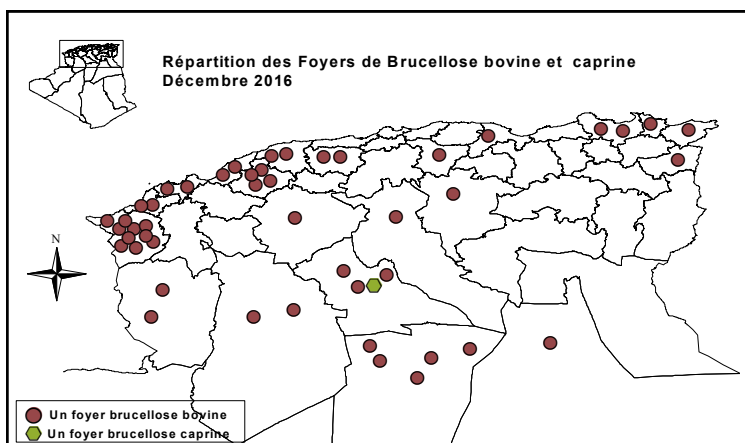 Répartition des Foyers de Brucellose bovine et caprine
Décembre 2016
N
Un foyer brucellose bovine
Un foyer brucellose caprine